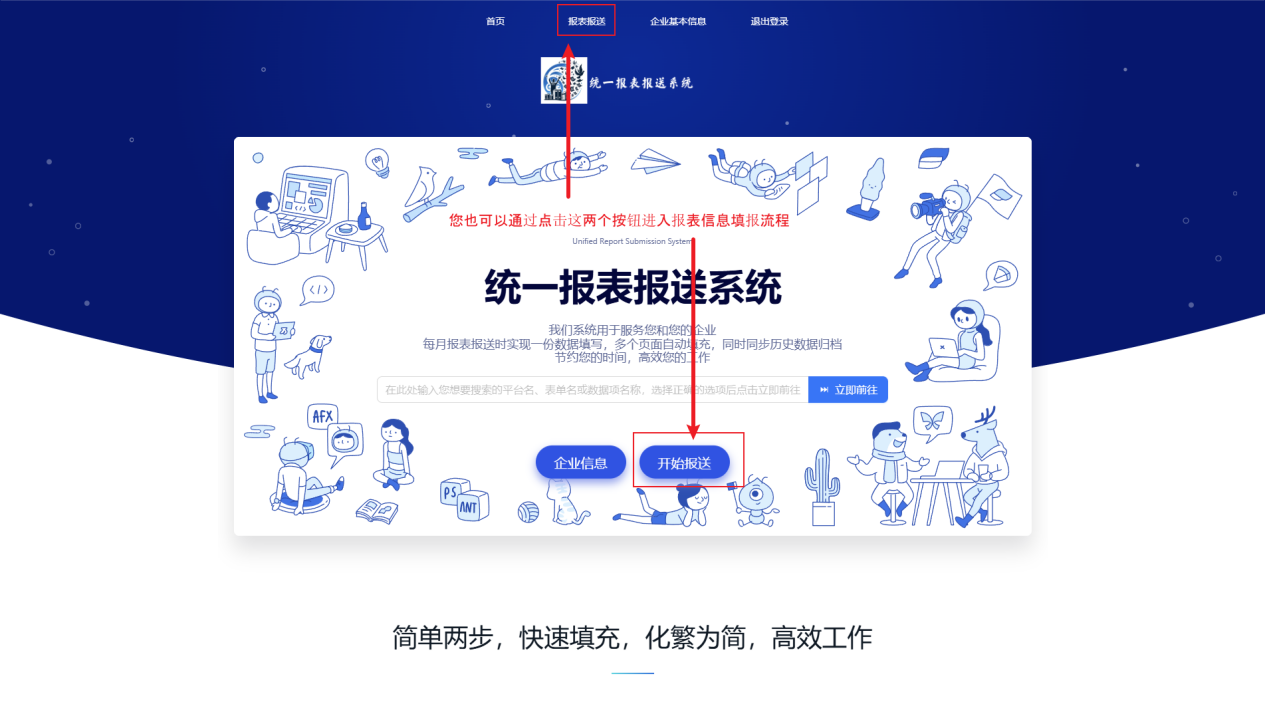 首页 报表报送 企业基本信息 退出登录
统一报表报送系统
您也可以通过点击这两个按钮进入报表信息填报流程
Unified Report Submission System
统一报表报送系统
我们系统用于服务您和您的企业
每月报表报送时实现一份数据填写，多个页面自动填充，同时同步历史数据归档
节约您的时间，高效您的工作
在此处输入您想要搜索的平台名、表单名或数据项名称，选择正确的选项后点击立即前往 立即前往
</>
AFX
企业信息 开始报送
PS
ANT
简单两步，快速填充，化繁为简，高效工作